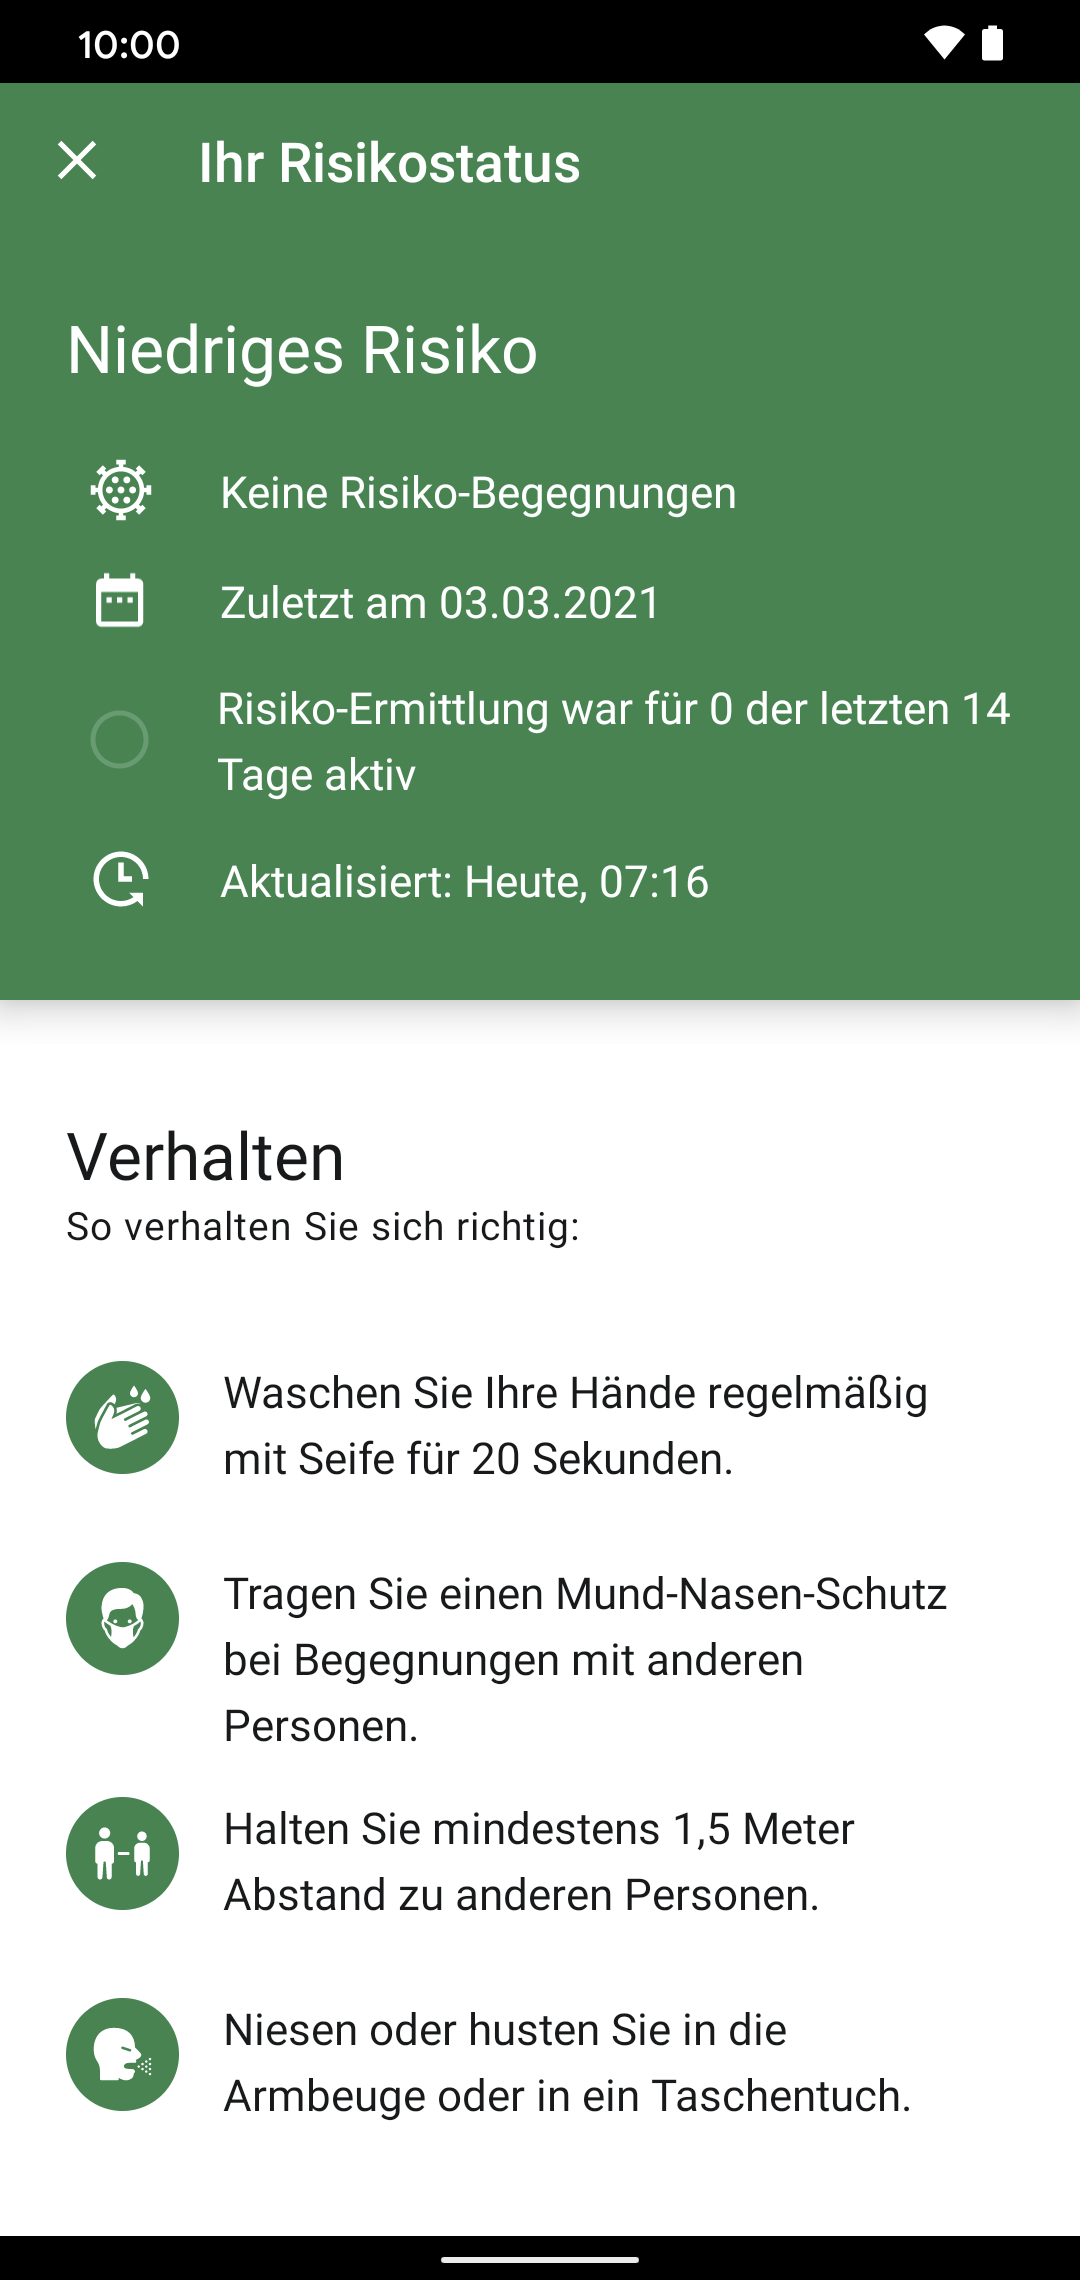 10:00
Ihr Risikostatus
Niedriges Risiko
Keine Risiko-Begegnungen
Zuletzt am 03.03.2021
Risiko-Ermittlung war für 0 der letzten 14
Tage aktiv
Aktualisiert: Heute, 07:16
Verhalten
So verhalten Sie sich richtig:
Waschen Sie Ihre Hände regelmäßig
mit Seife für 20 Sekunden.
Tragen Sie einen Mund-Nasen-Schutz
bei Begegnungen mit anderen
Personen.
Halten Sie mindestens 1,5 Meter
Abstand zu anderen Personen.
Niesen oder husten Sie in die
Armbeuge oder in ein Taschentuch.